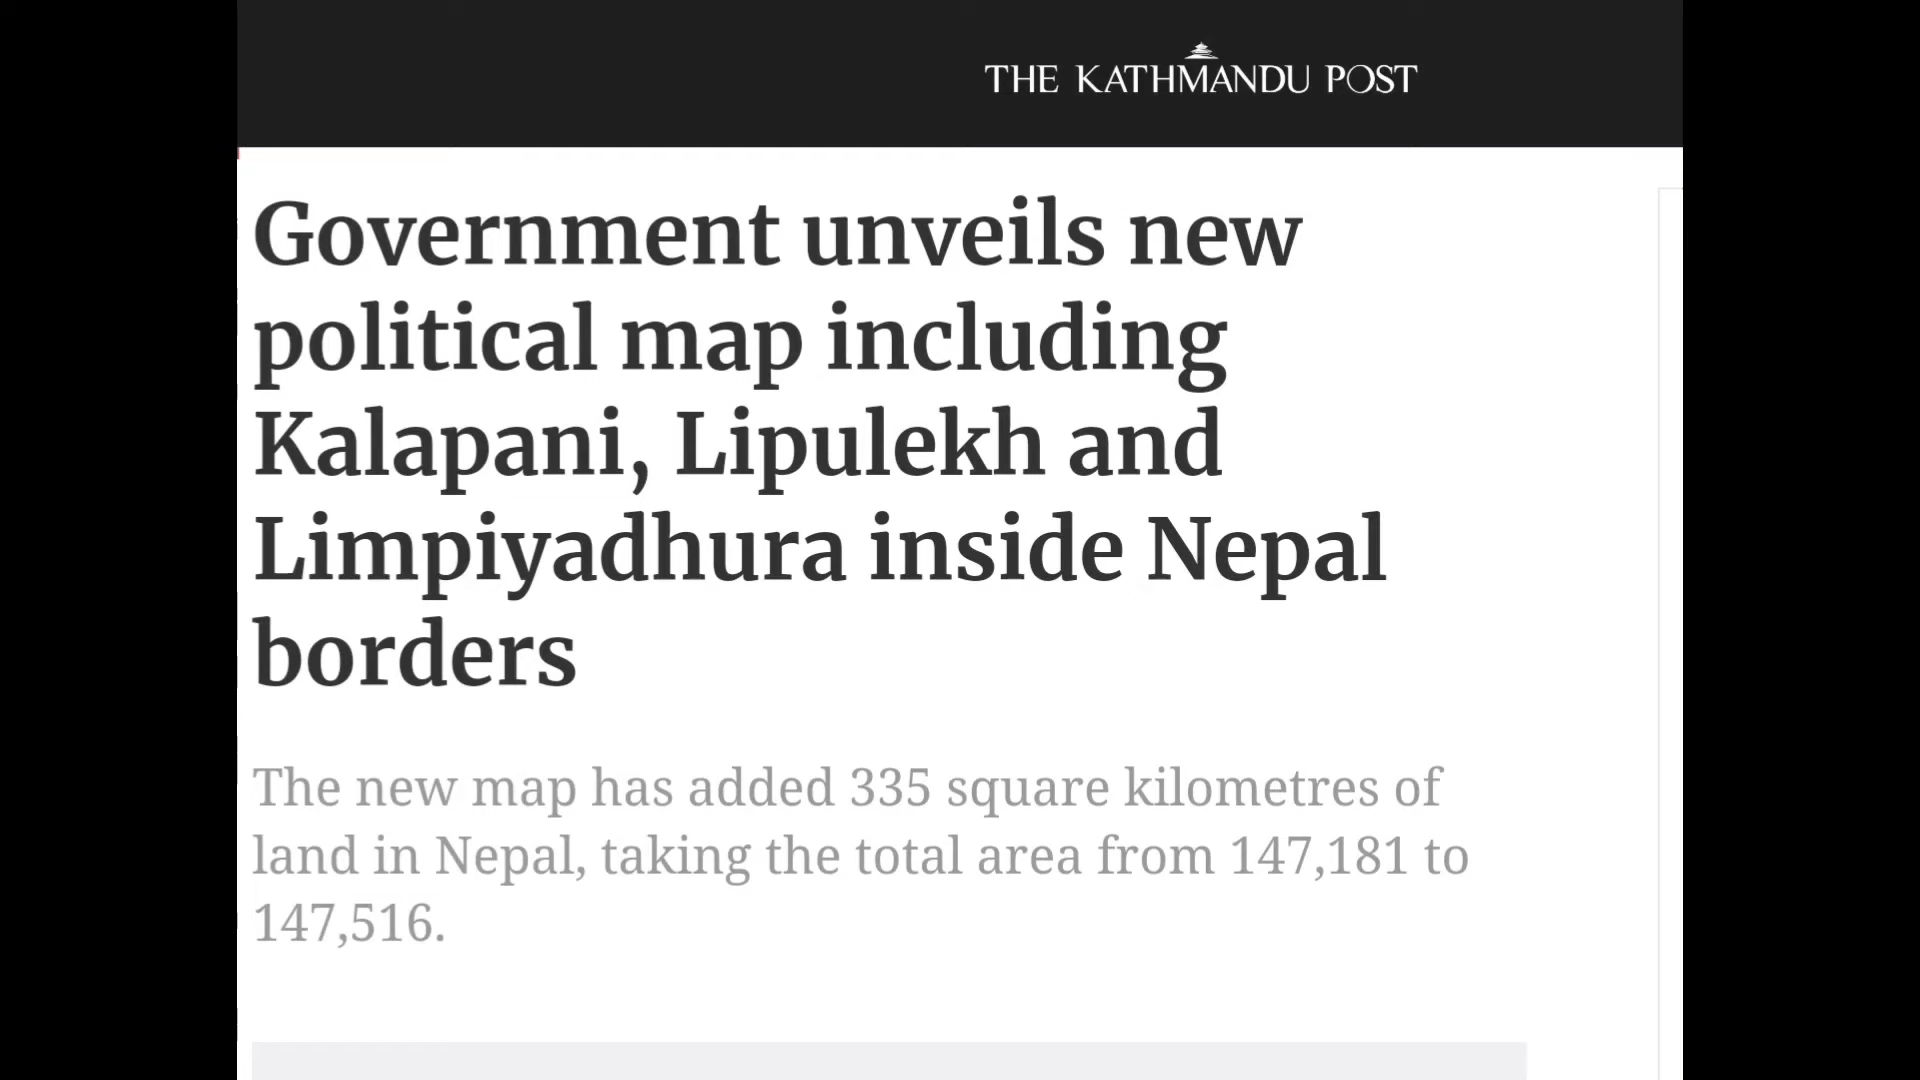 THE KATHMANDU POST
Government unveils new
political map including
Kalapani, Lipulekh and
Limpiyadhura inside Nepal
borders
The new map has added 335 square kilometres of
land in Nepal, taking the total area from 147,181 to
147,516.